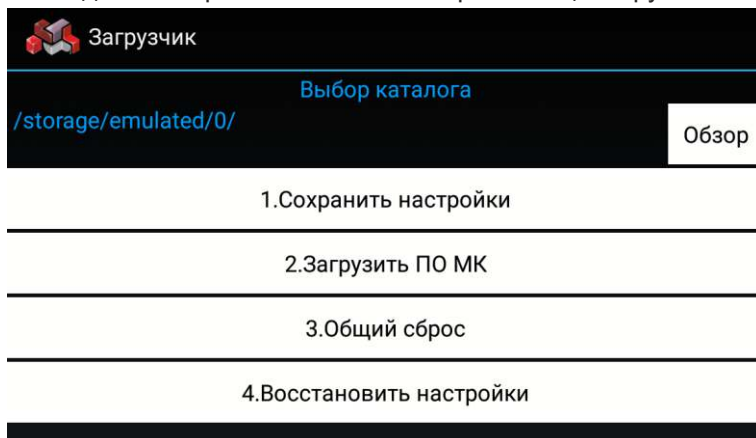 Загрузчик
Выбор каталога
/storage/emulated/0/
Обзор
1.Сохранить настройки
2.Загрузить ПО МК
3.Общий сброс
4.Восстановить настройки